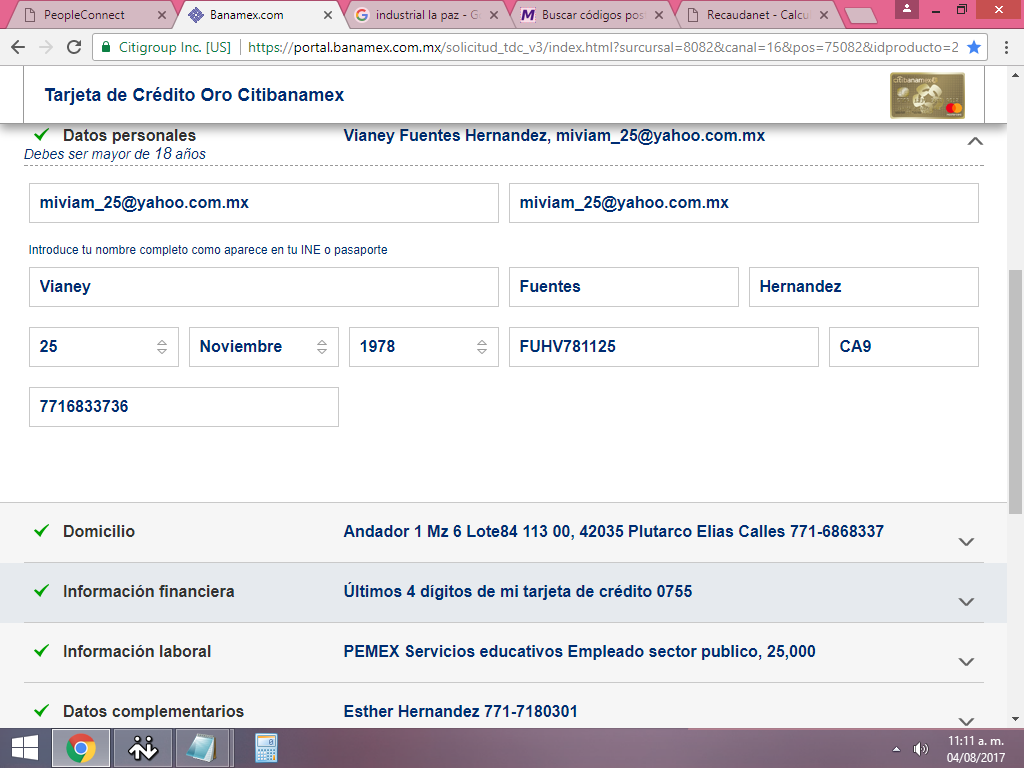 PeopleConnect
Banamex.com
industrial la paz - G
Buscar códigos pos
Recaudanet - Calcu
Citigroup Inc. [US]
https://portal.banamex.com.mx/solicitud_tdc_v3/index.html?surcursal=8082&canal=16&pos=75082&idproducto=2
Tarjeta de Crédito Oro Citibanamex
Datos personales
Vianey Fuentes Hernandez, miviam_25@yahoo.com.mx
Debes ser mayor de 18 años
miviam_25@yahoo.com.mx
miviam_25@yahoo.com.mx
Introduce tu nombre completo como aparece en tu INE o pasaporte
Vianey
Fuentes
Hernandez
25
Noviembre
1978
FUHV781125
CA9
7716833736
Domicilio
Andador 1 Mz 6 Lote84 113 00, 42035 Plutarco Elias Calles 771-6868337
Información financiera
Últimos 4 dígitos de mi tarjeta de crédito 0755
Información laboral
PEMEX Servicios educativos Empleado sector publico, 25,000
Datos complementarios
Esther Hernandez 771-7180301
11:11 a. m.
04/08/2017